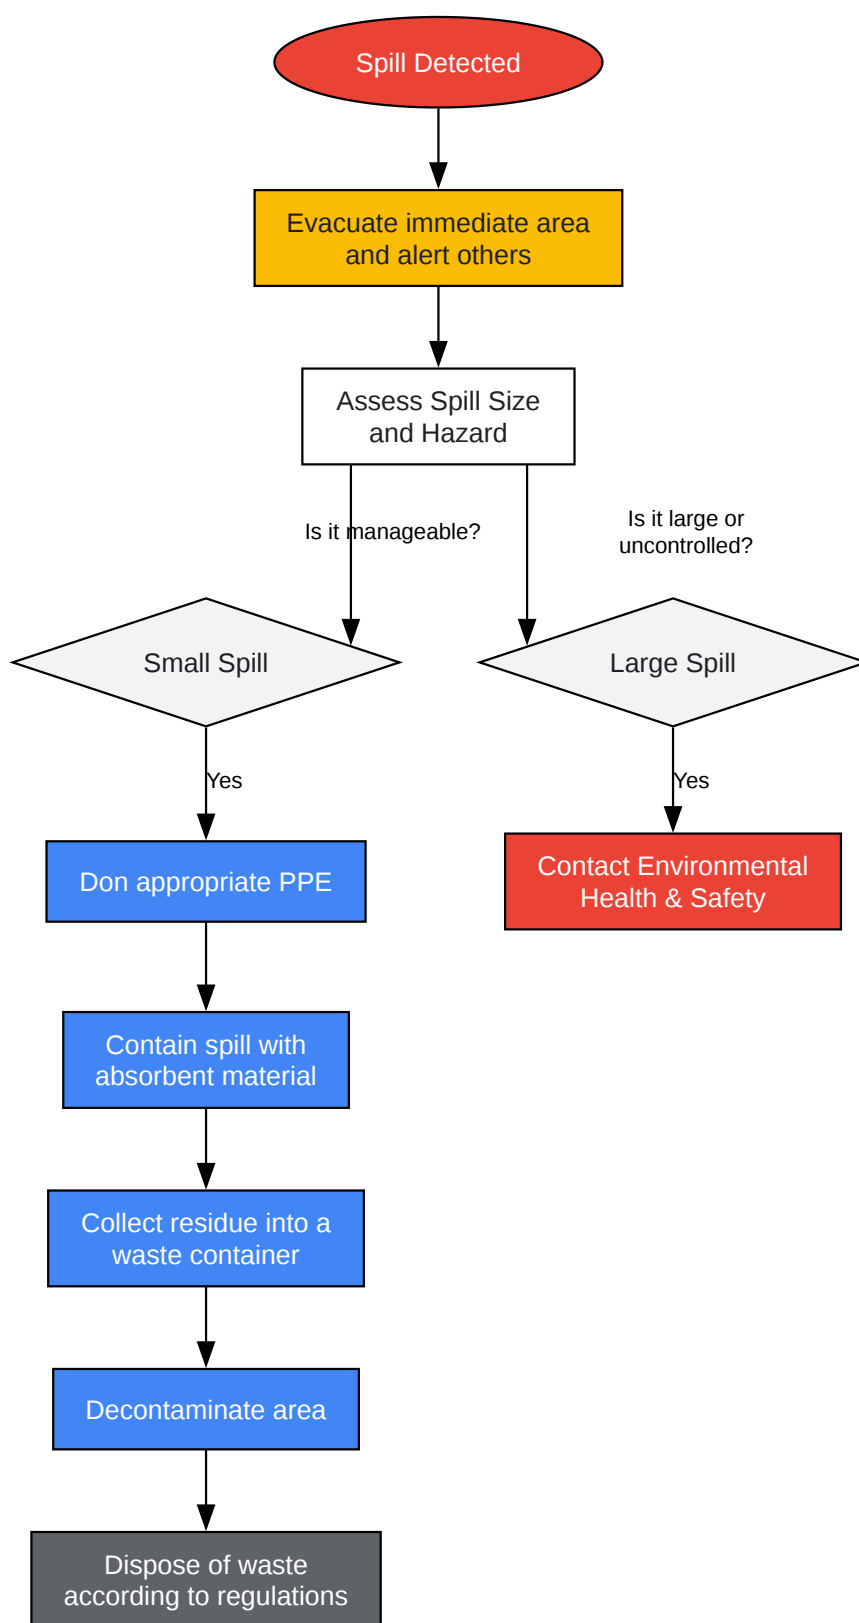 Spill Detected
Evacuate immediate area
and alert others
Assess Spill Size
and Hazard
Is it manageable?
Is it large or
uncontrolled?
Small Spill
Large Spill
Yes
Yes
Don appropriate PPE
Contact Environmental
Health & Safety
Contain spill with
absorbent material
Collect residue into a
waste container
Decontaminate area
Dispose of waste
according to regulations